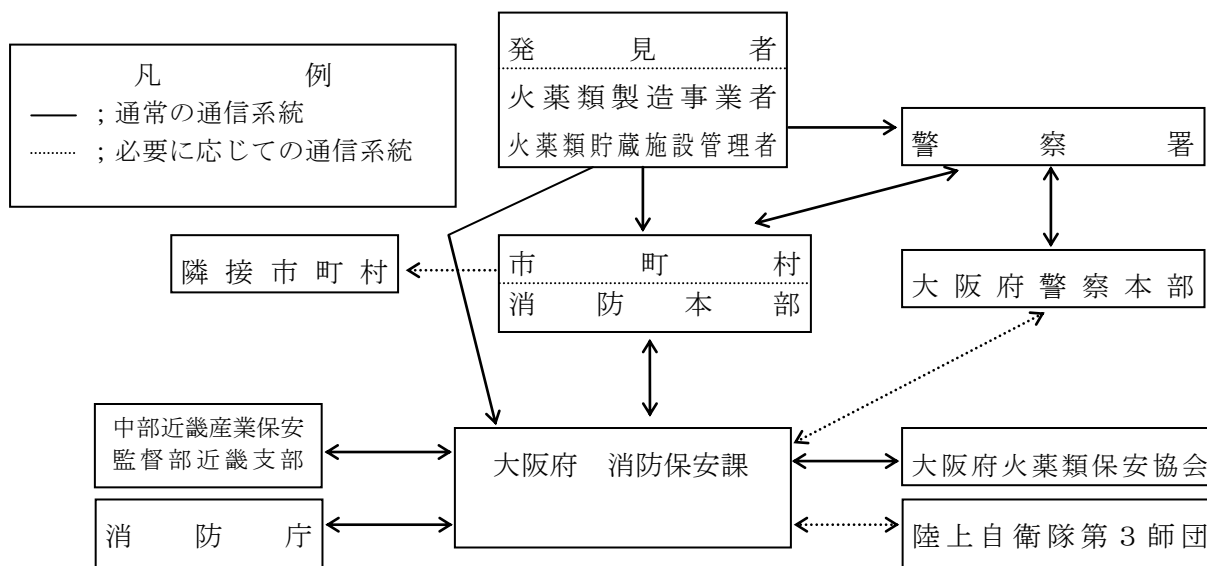 発見者
火薬類製造事業者
火薬類貯蔵施設管理者
凡例
；通常の通信系統
；必要に応じての通信系統
警察署
隣接市町村
市町村
消防本部
大阪府警察本部
中部近畿産業保安
監督部近畿支部
大阪府　消防保安課
大阪府火薬類保安協会
消防庁
陸上自衛隊第３師団